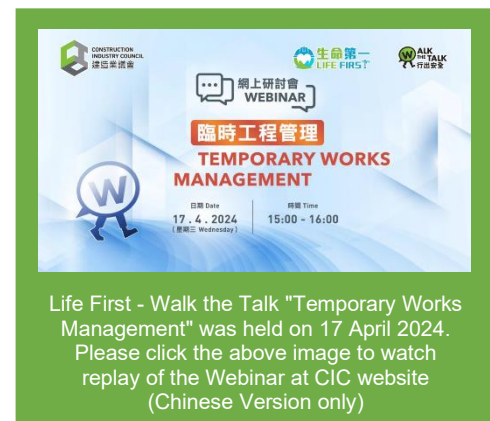 CONSTRUCTION
INDUSTRY COUNCIL
建造業議會
生命第一
LIFE FIRST
WALK
THE TALK
行出安全
網上研討會
WEBINAR
臨時工程管理
TEMPORARY WORKS
MANAGEMENT
W
日期 Date
時間 Time
17 . 4 . 2024
15:00 - 16:00
(星期三 Wednesday)
Life First - Walk the Talk "Temporary Works
Management" was held on 17 April 2024.
Please click the above image to watch
replay of the Webinar at CIC website
(Chinese Version only)